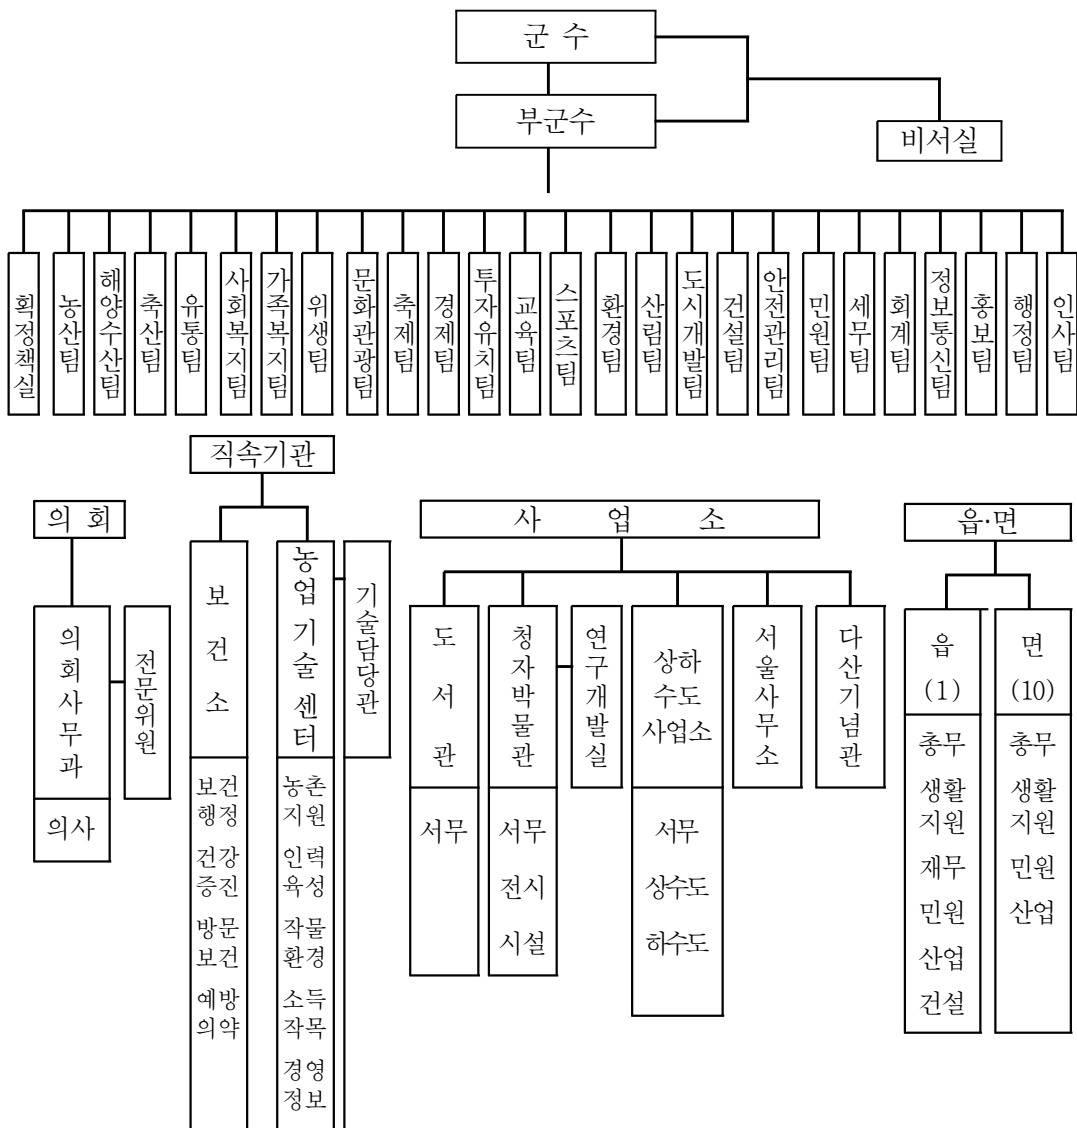 군 수
부군수
비서실
획정책실
농산팀
해양수산팀
축산팀
유통팀
사회복지팀
가족복지팀
위생팀
문화관광팀
축제팀
경제팀
투자유치팀
교육팀
스포츠팀
환경팀
산림팀
도시개발팀
건설팀
안전관리팀
민원팀
세무팀
회계팀
정보통신팀
홍보팀
행정팀
인사팀
의 회
의회사무과
전문위원
의사
직속기관
보건소
보건
행정
건강
증진
방문
보건
예방
의약
농업기술센터
기술담당관
농촌
지원
인력
육성
작물
환경
소득
작목
경영
정보
사 업 소
도서관
서무
청자박물관
연구개발실
서무
전시
시설
상하
수도
사업소
서무
상수도
하수도
서울사무소
다산기념관
읍·면
읍
(1)
총무
생활
지원
재무
민원
산업
건설
면
(10)
총무
생활
지원
민원
산업